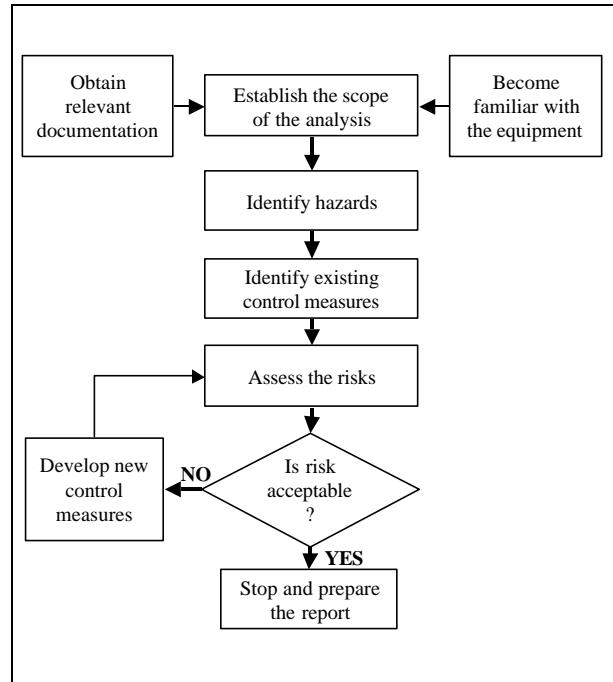 Obtain
relevant
documentation
Establish the scope
of the analysis
Become
familiar with
the equipment
Identify hazards
Identify existing
control measures
Assess the risks
Develop new
control
measures
NO
Is risk
acceptable
?
YES
Stop and prepare
the report